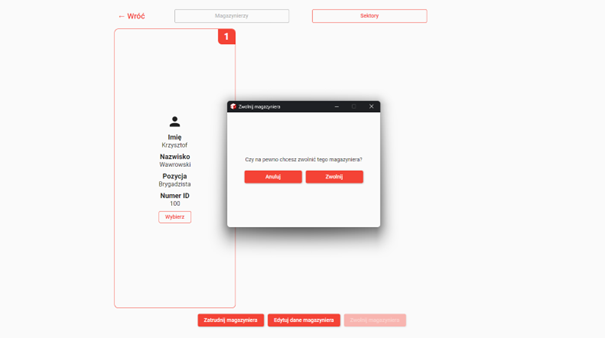 ← Wróć
Magazynierzy
Sektory
1
Imię
Krzysztof
Nazwisko
Wawrowski
Pozycja
Brygadzista
Numer ID
100
Wybierz
Zwolnij magazyniera
Czy na pewno chcesz zwolnić tego magazyniera?
Anuluj
Zwolnij
Zatrudnij magazyniera
Edytuj dane magazyniera
Zwolnij magazyniera